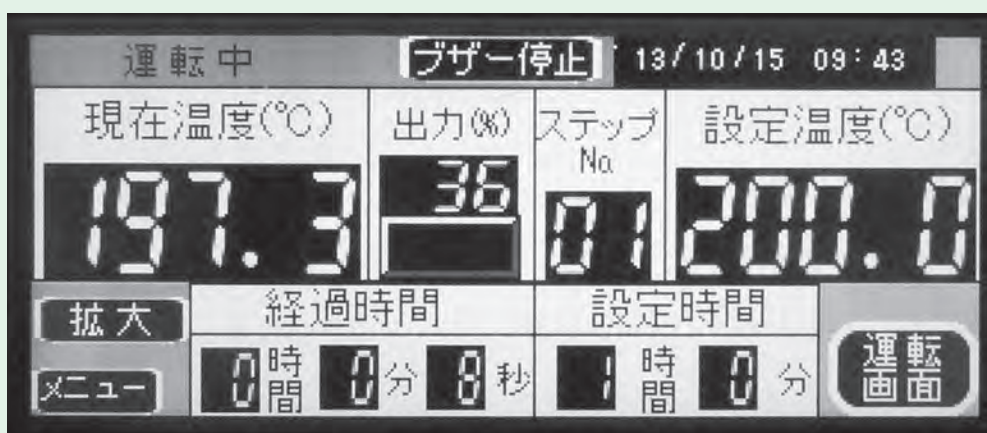 運転中 ブザー停止 13/10/15 09:43
現在温度(℃) 出力(%) ステップNo. 設定温度(℃)
197.3 36 01 200.0
拡大 経過時間 設定時間
メニュー 0時間 0分 8秒 1時間 0分 運転画面